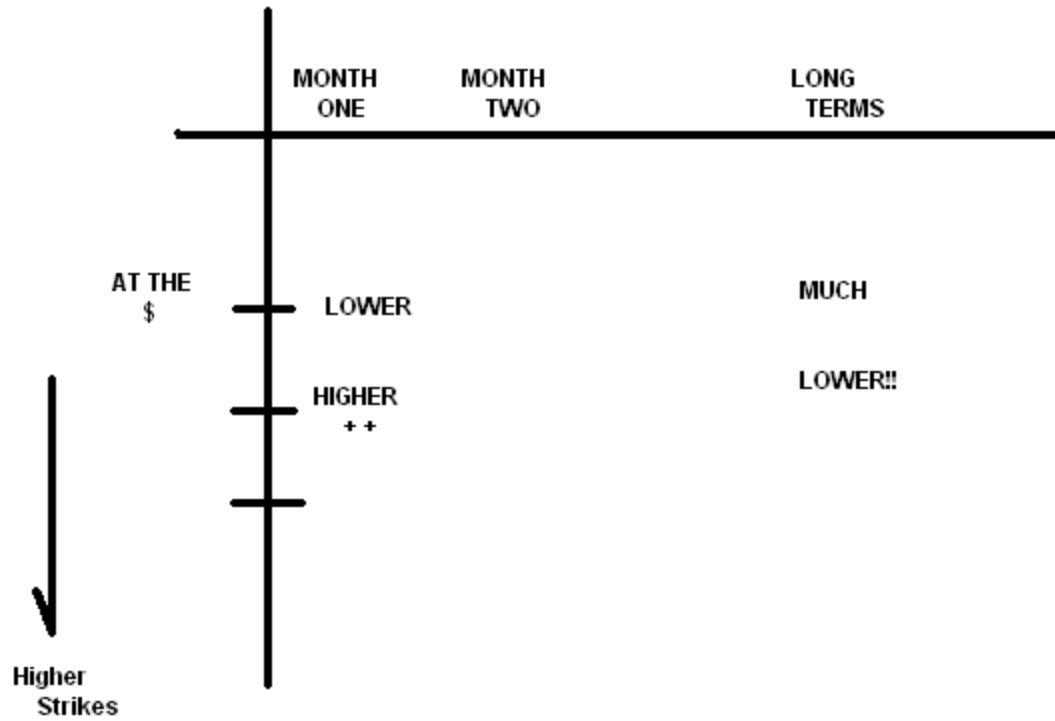 MONTH
ONE
MONTH
TWO
LONG
TERMS
AT THE
$
LOWER
MUCH
HIGHER
++
LOWER!!
Higher
Strikes